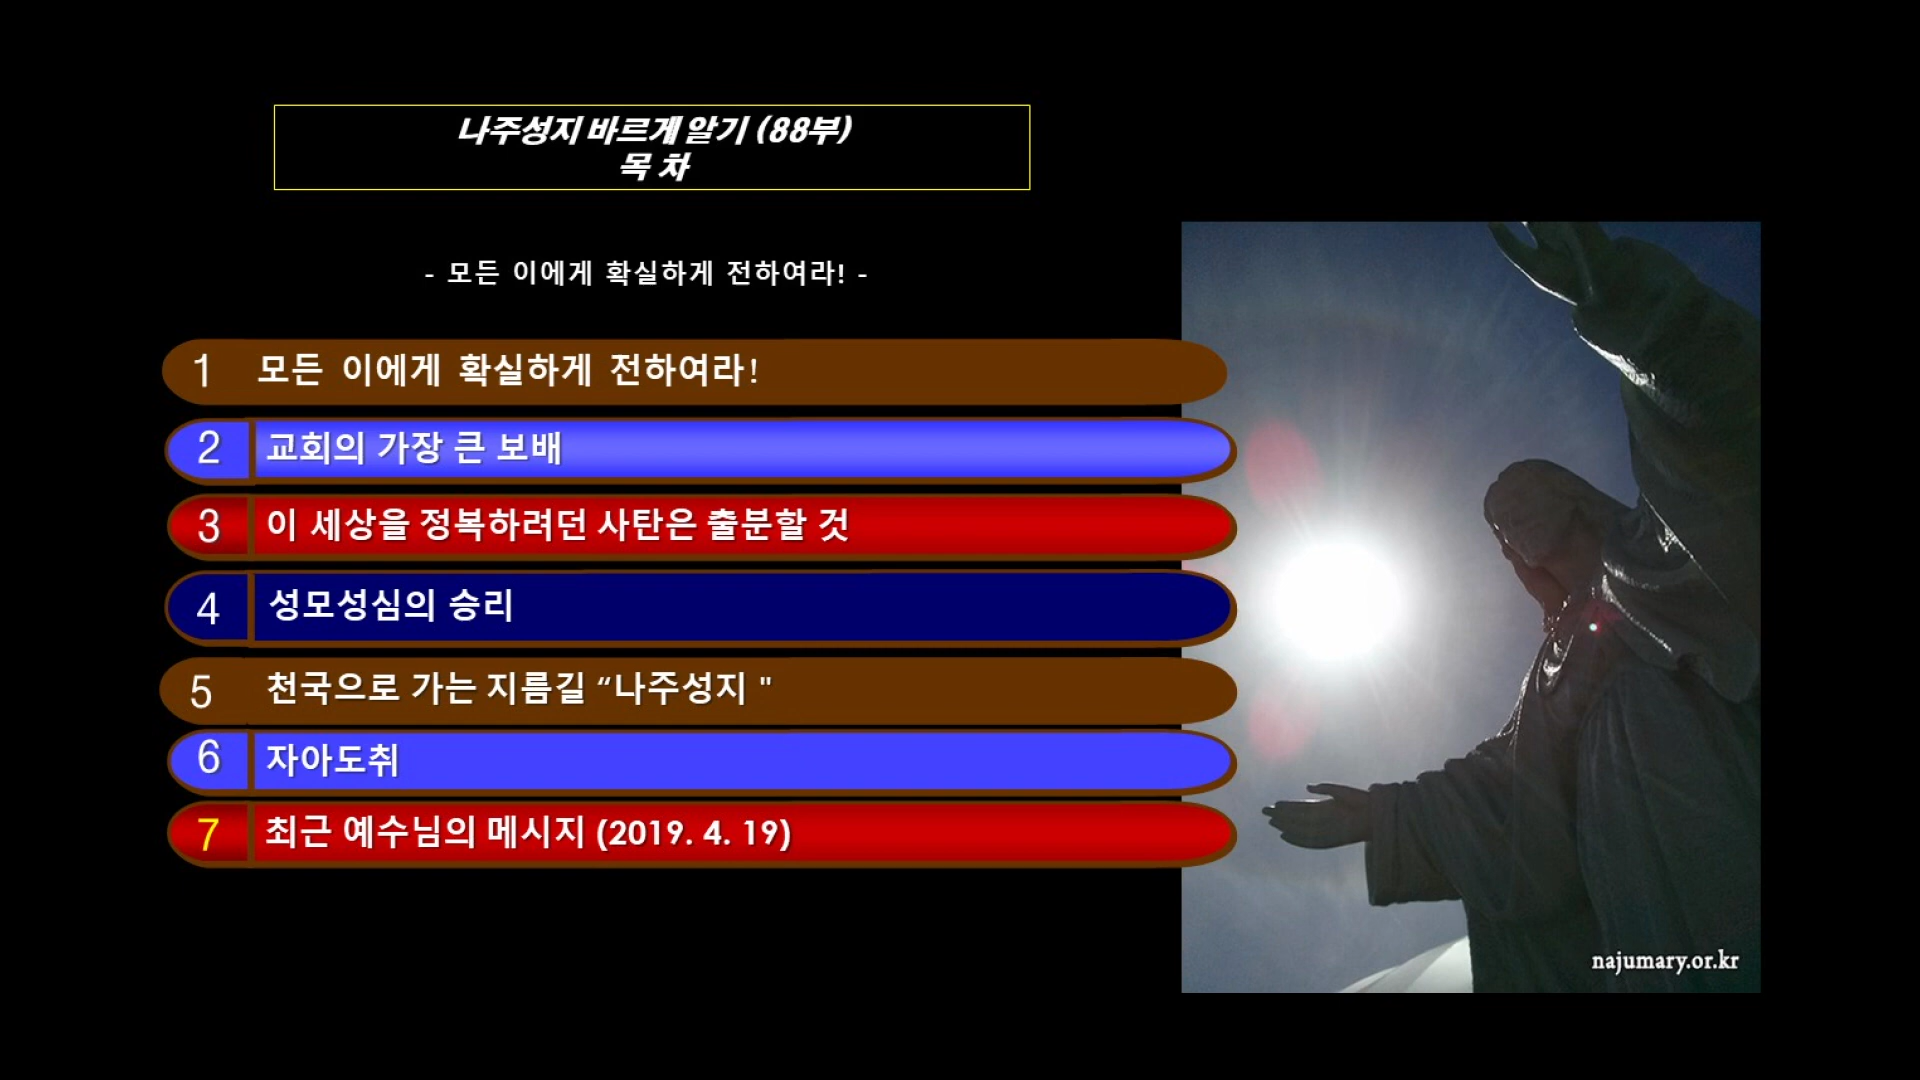 나주성지 바르게 알기 (88부)
목 차
- 모든 이에게 확실하게 전하여라! -
1 모든 이에게 확실하게 전하여라!
2 교회의 가장 큰 보배
3 이 세상을 정복하려던 사탄은 출분할 것
4 성모성심의 승리
5 천국으로 가는 지름길 “나주성지 "
6 자아도취
7 최근 예수님의 메시지 (2019. 4. 19)
najumary.or.kr